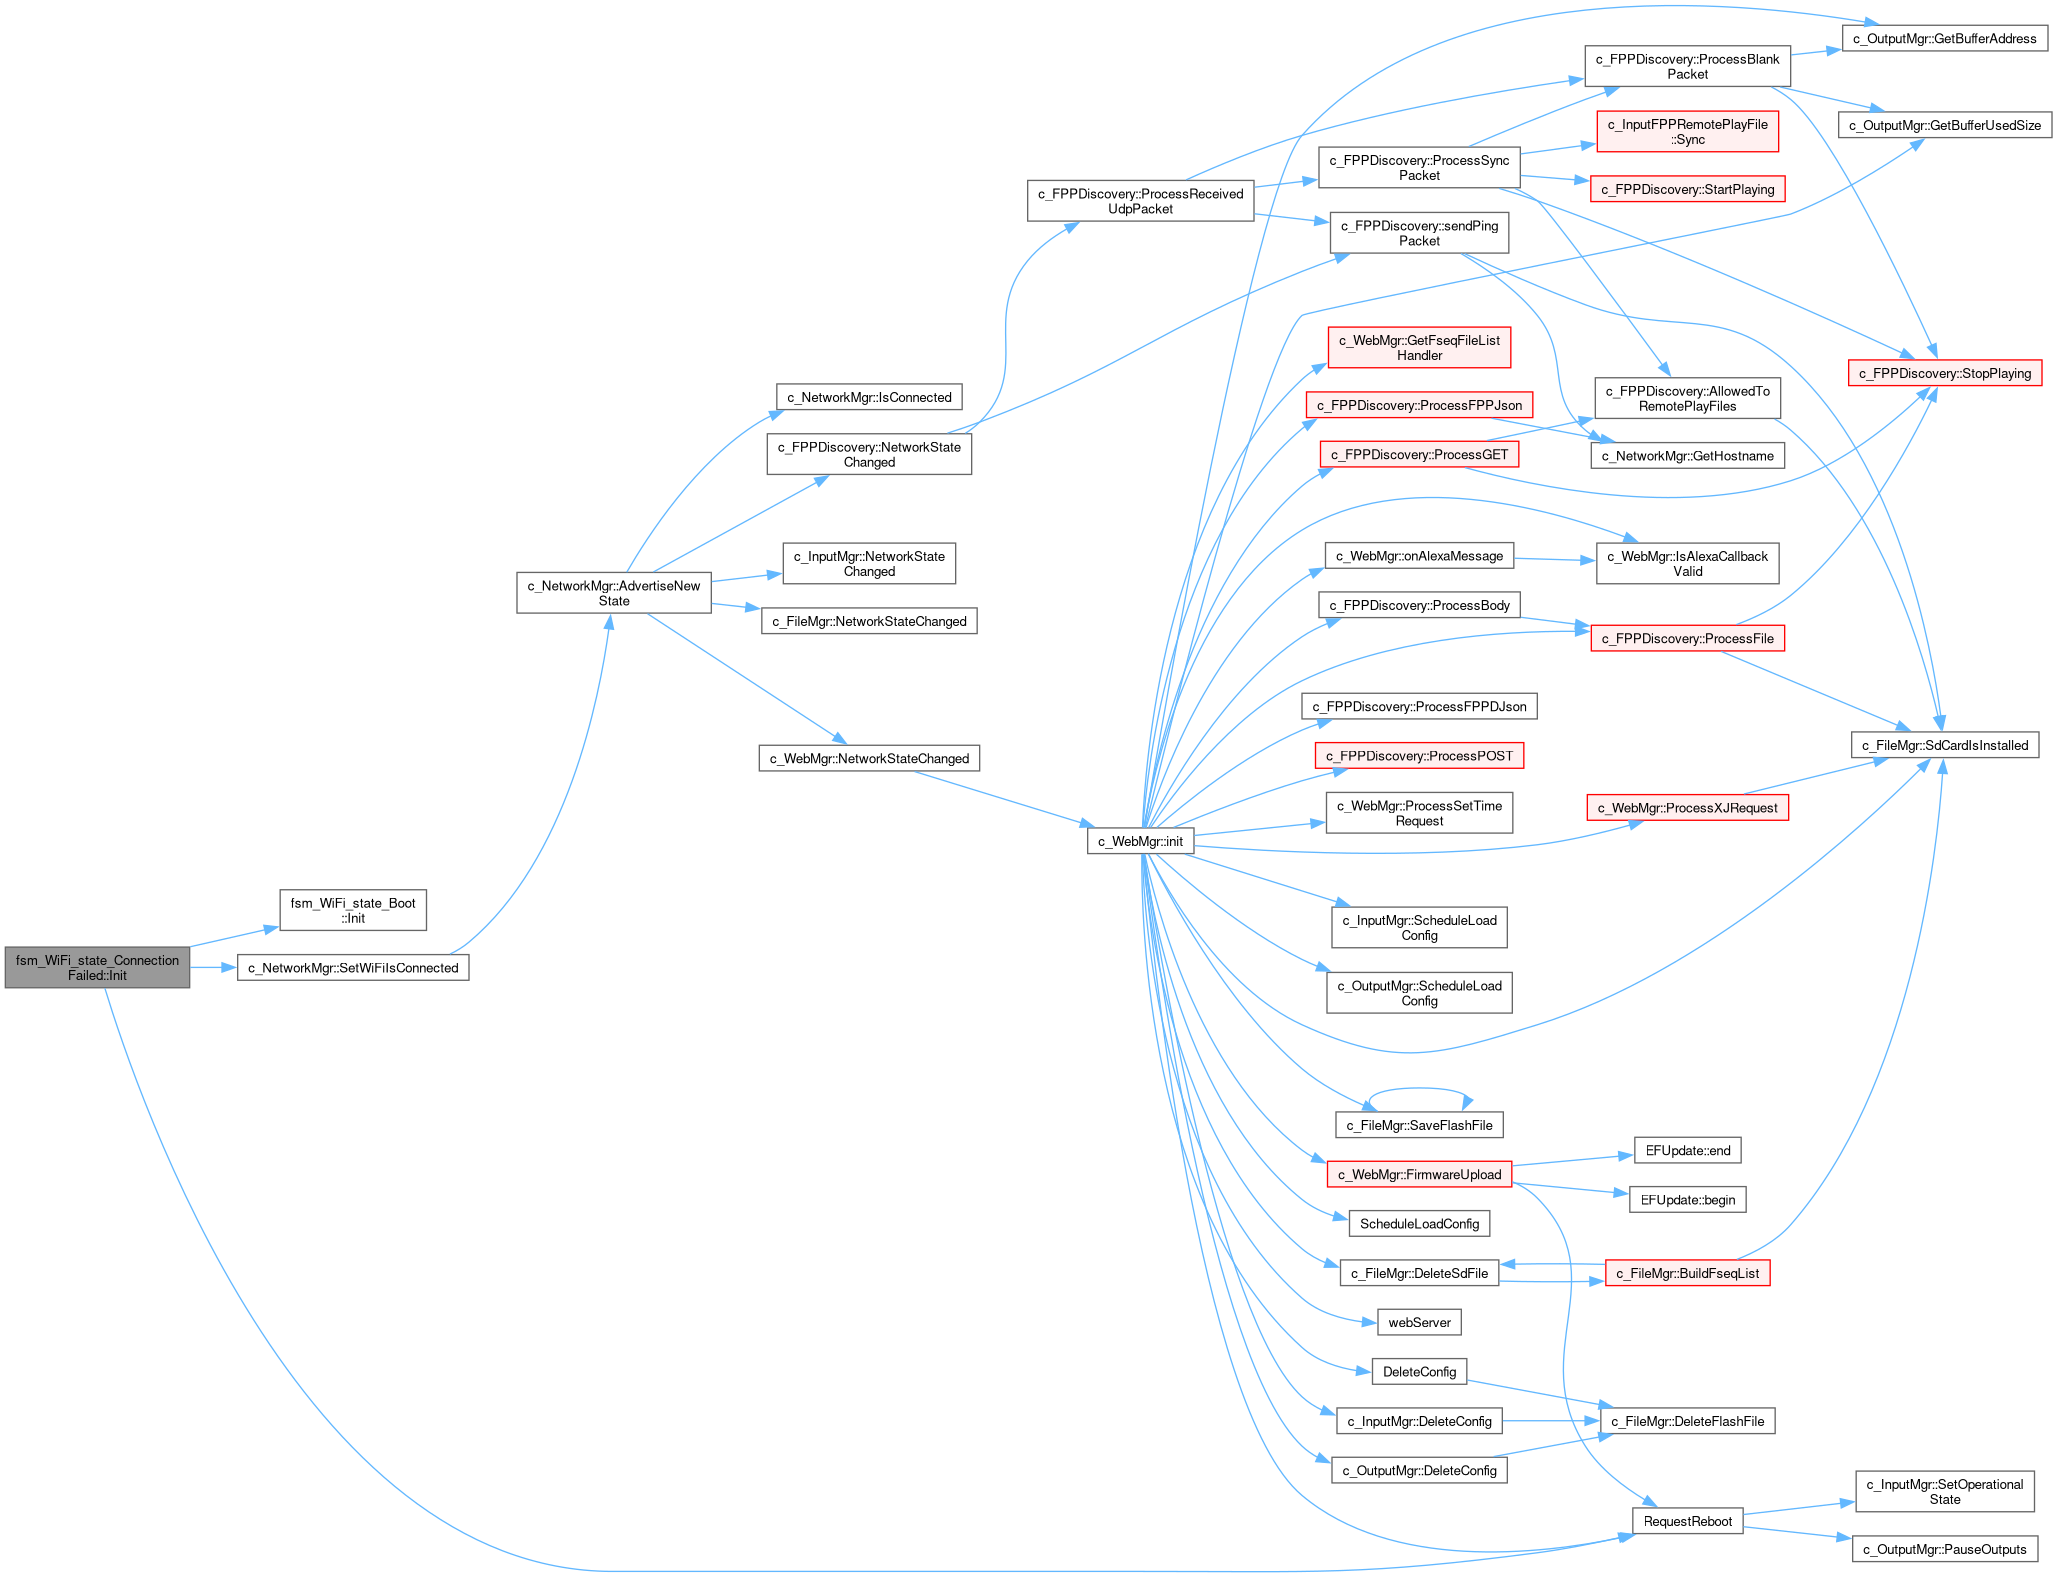 fsm_WiFi_state_Connection
Failed::Init
fsm_WiFi_state_Boot
::Init
c_NetworkMgr::SetWiFiIsConnected
c_NetworkMgr::AdvertiseNew
State
c_NetworkMgr::IsConnected
c_FPPDiscovery::NetworkState
Changed
c_InputMgr::NetworkState
Changed
c_FileMgr::NetworkStateChanged
c_WebMgr::NetworkStateChanged
c_FPPDiscovery::ProcessReceived
UdpPacket
c_WebMgr::init
c_FPPDiscovery::ProcessSync
Packet
c_FPPDiscovery::sendPing
Packet
c_WebMgr::GetFseqFileList
Handler
c_FPPDiscovery::ProcessFPPJson
c_FPPDiscovery::ProcessGET
c_WebMgr::onAlexaMessage
c_FPPDiscovery::ProcessBody
c_FPPDiscovery::ProcessFPPDJson
c_FPPDiscovery::ProcessPOST
c_WebMgr::ProcessSetTime
Request
c_InputMgr::ScheduleLoad
Config
c_OutputMgr::ScheduleLoad
Config
c_FileMgr::SaveFlashFile
c_WebMgr::FirmwareUpload
ScheduleLoadConfig
c_FileMgr::DeleteSdFile
webServer
DeleteConfig
c_InputMgr::DeleteConfig
c_OutputMgr::DeleteConfig
c_FPPDiscovery::ProcessBlank
Packet
c_InputFPPRemotePlayFile
::Sync
c_FPPDiscovery::StartPlaying
c_FPPDiscovery::AllowedTo
RemotePlayFiles
c_NetworkMgr::GetHostname
c_WebMgr::IsAlexaCallback
Valid
c_FPPDiscovery::ProcessFile
c_WebMgr::ProcessXJRequest
EFUpdate::end
EFUpdate::begin
c_FileMgr::BuildFseqList
c_FileMgr::DeleteFlashFile
RequestReboot
c_OutputMgr::GetBufferAddress
c_OutputMgr::GetBufferUsedSize
c_FPPDiscovery::StopPlaying
c_FileMgr::SdCardIsInstalled
c_InputMgr::SetOperational
State
c_OutputMgr::PauseOutputs